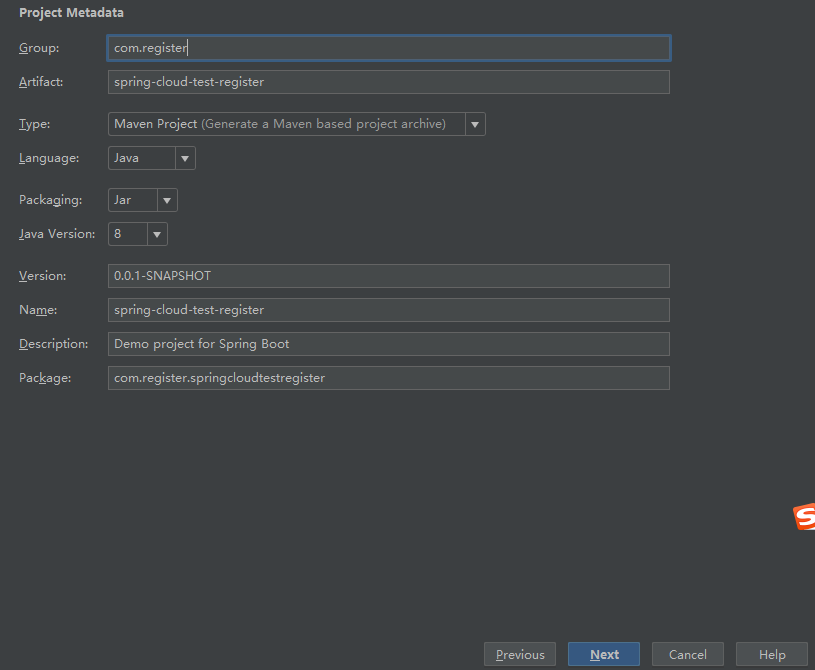 Project Metadata
Group: com.register
Artifact: spring-cloud-test-register
Type: Maven Project (Generate a Maven based project archive)
Language: Java
Packaging: Jar
Java Version: 8
Version: 0.0.1-SNAPSHOT
Name: spring-cloud-test-register
Description: Demo project for Spring Boot
Package: com.register.springcloudtestregister
S
Previous Next Cancel Help